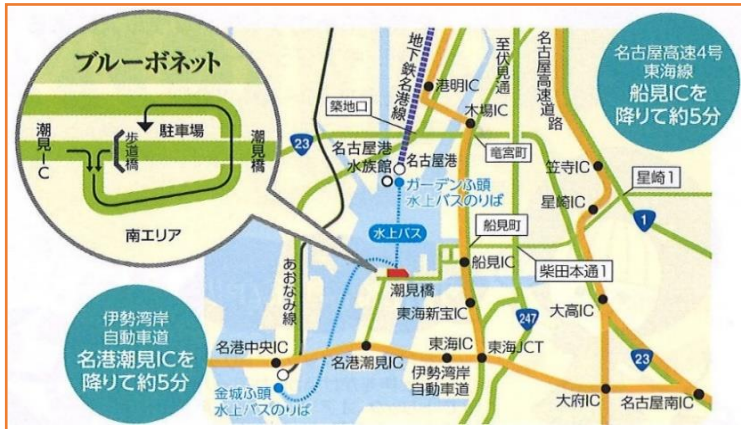 ブルーボネット
潮見IC
歩道橋
駐車場
潮見橋
南エリア
23
築地口
地下鉄名港線
至伏見通
名古屋高速道路
名古屋高速4号
東海線
船見ICを
降りて約5分
港明IC
木場IC
竜宮町
名古屋港
水族館
名古屋港
ガーデンふ頭
水上バスのりば
笠寺IC
星崎1
星崎IC
1
水上バス
船見町
船見IC
柴田本通1
あおなみ線
潮見橋
東海新宝IC
247
大高IC
伊勢湾岸
自動車道
名港潮見ICを
降りて約5分
名港中央IC
名港潮見IC
東海IC
東海JCT
伊勢湾岸
自動車道
23
金城ふ頭
水上バスのりば
大府IC
名古屋南IC